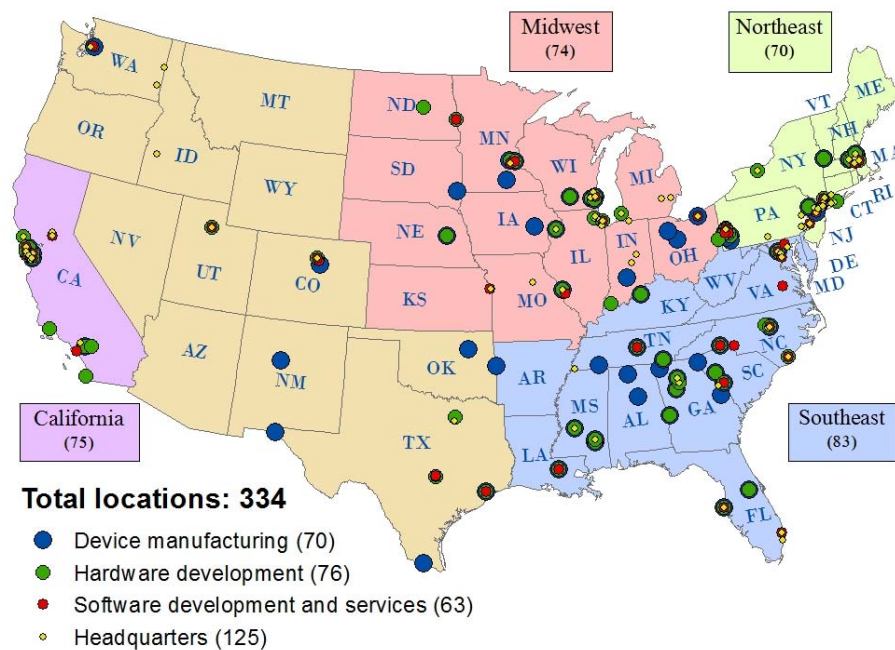 Midwest
(74)
Northeast
(70)
WA
MT
ND
MN
VT
ME
OR
ID
SD
WI
MI
NY
NH
MA
WY
IA
PA
CT
RI
NV
UT
NE
IL
IN
OH
NJ
CA
CO
KS
MO
WV
VA
DE
MD
KY
AZ
NM
OK
AR
TN
NC
SC
California
(75)
TX
LA
MS
AL
GA
Southeast
(83)
FL
Total locations: 334
Device manufacturing (70)
Hardware development (76)
Software development and services (63)
Headquarters (125)